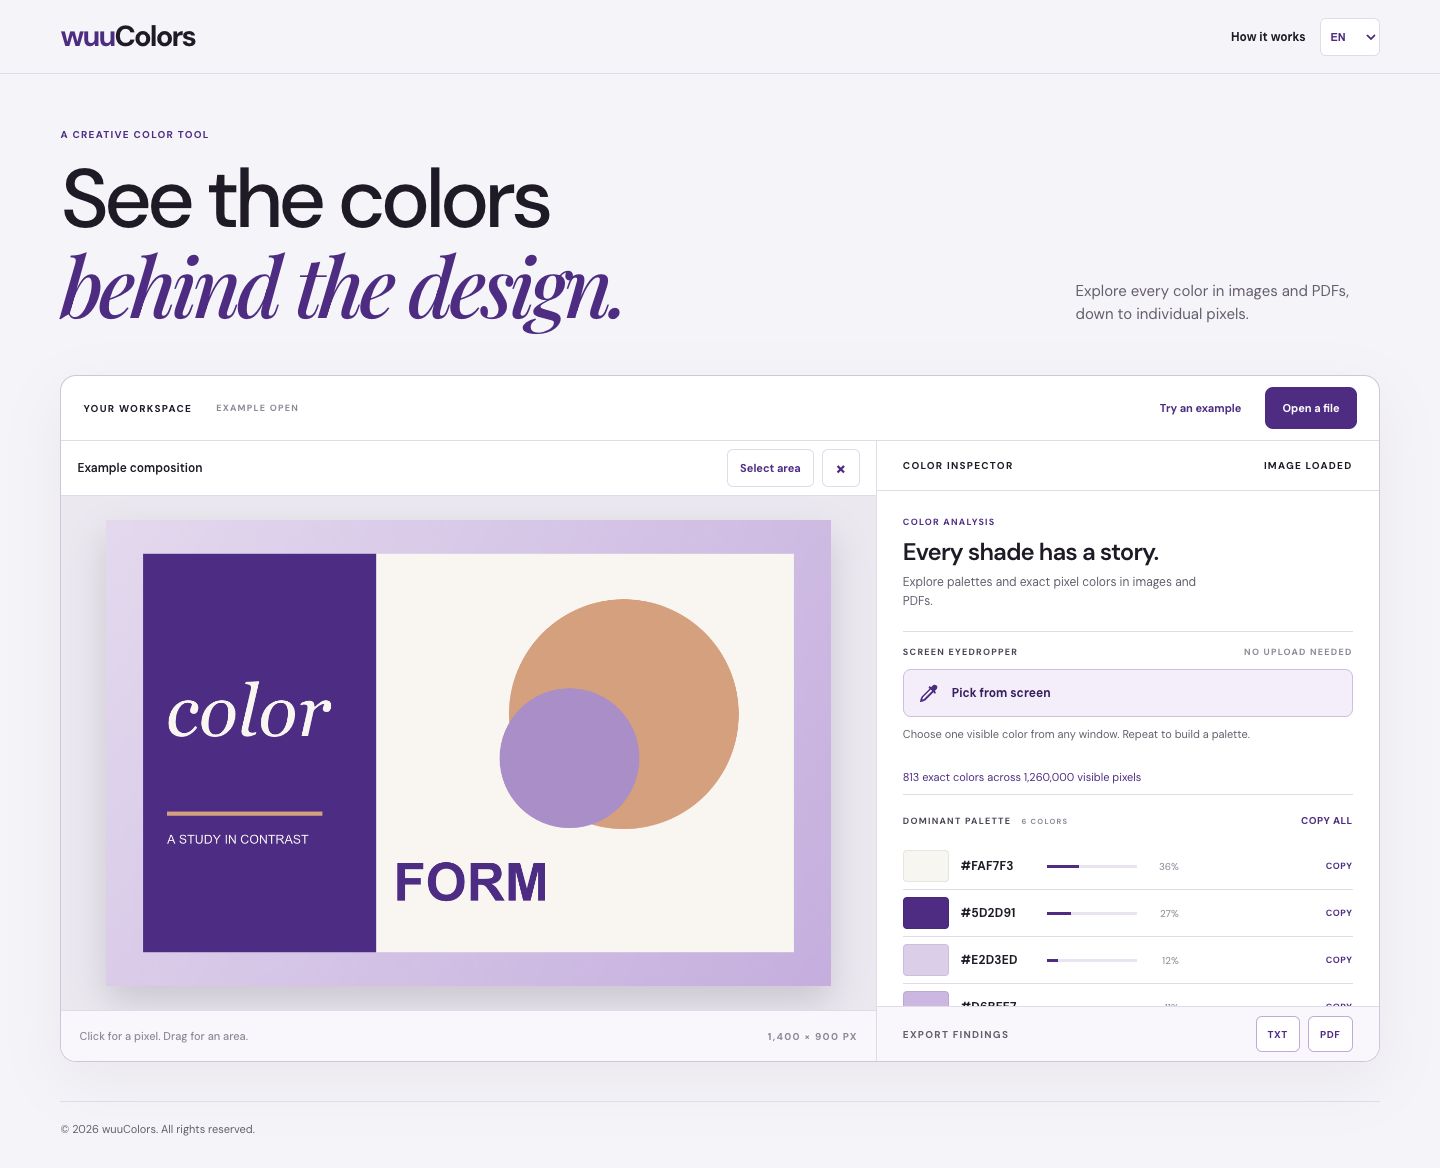 wuuColors
How it works
EN
A CREATIVE COLOR TOOL
See the colors
behind the design.
Explore every color in images and PDFs,
down to individual pixels.
YOUR WORKSPACE
EXAMPLE OPEN
Try an example
Open a file
Example composition
Select area
×
color
A STUDY IN CONTRAST
FORM
Click for a pixel. Drag for an area.
1,400 × 900 PX
COLOR INSPECTOR
IMAGE LOADED
COLOR ANALYSIS
Every shade has a story.
Explore palettes and exact pixel colors in images and
PDFs.
SCREEN EYEDROPPER
NO UPLOAD NEEDED
Pick from screen
Choose one visible color from any window. Repeat to build a palette.
813 exact colors across 1,260,000 visible pixels
DOMINANT PALETTE 6 COLORS
COPY ALL
#FAF7F3 36% COPY
#5D2D91 27% COPY
#E2D3ED 12% COPY
EXPORT FINDINGS
TXT
PDF
© 2026 wuuColors. All rights reserved.